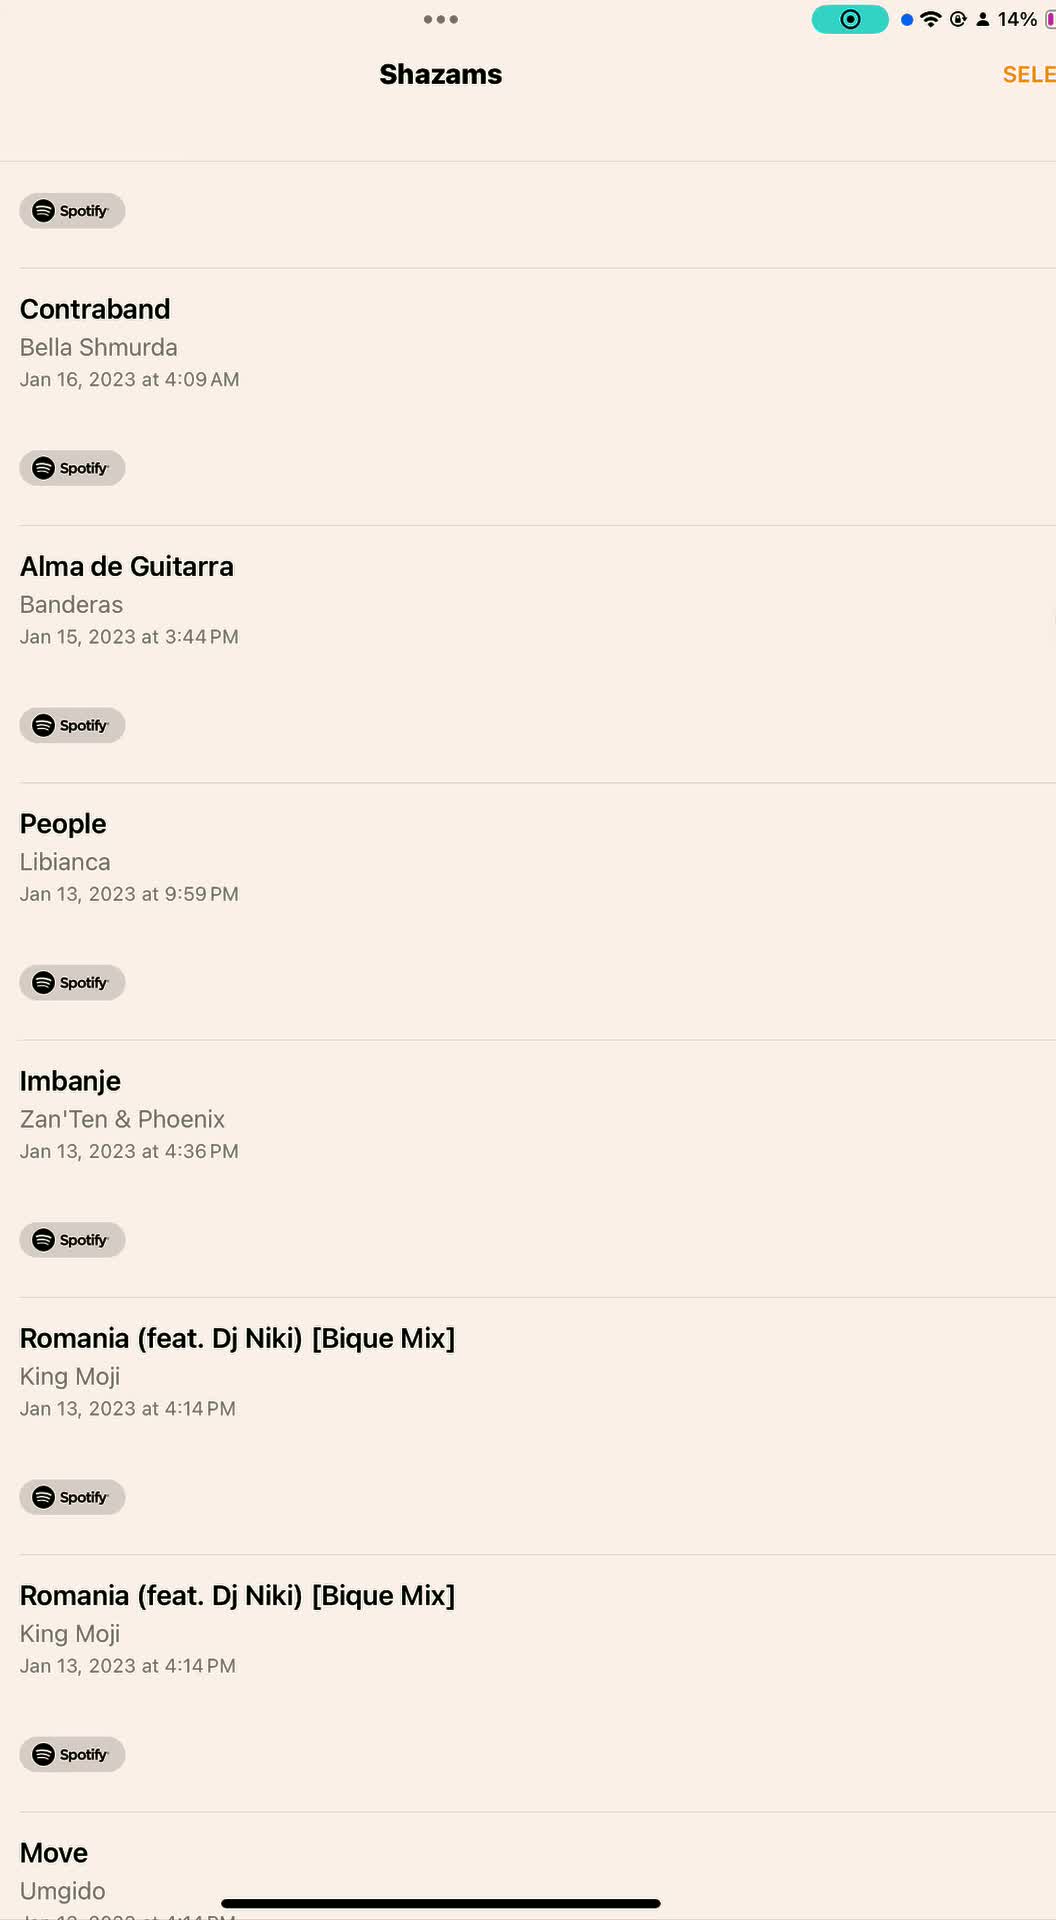 14%
Shazams
Spotify
Contraband
Bella Shmurda
Jan 16, 2023 at 4:09 AM
Spotify
Alma de Guitarra
Banderas
Jan 15, 2023 at 3:44 PM
Spotify
People
Libianca
Jan 13, 2023 at 9:59 PM
Spotify
Imbanje
Zan'Ten & Phoenix
Jan 13, 2023 at 4:36 PM
Spotify
Romania (feat. Dj Niki) [Bique Mix]
King Moji
Jan 13, 2023 at 4:14 PM
Spotify
Romania (feat. Dj Niki) [Bique Mix]
King Moji
Jan 13, 2023 at 4:14 PM
Spotify
Move
Umgido